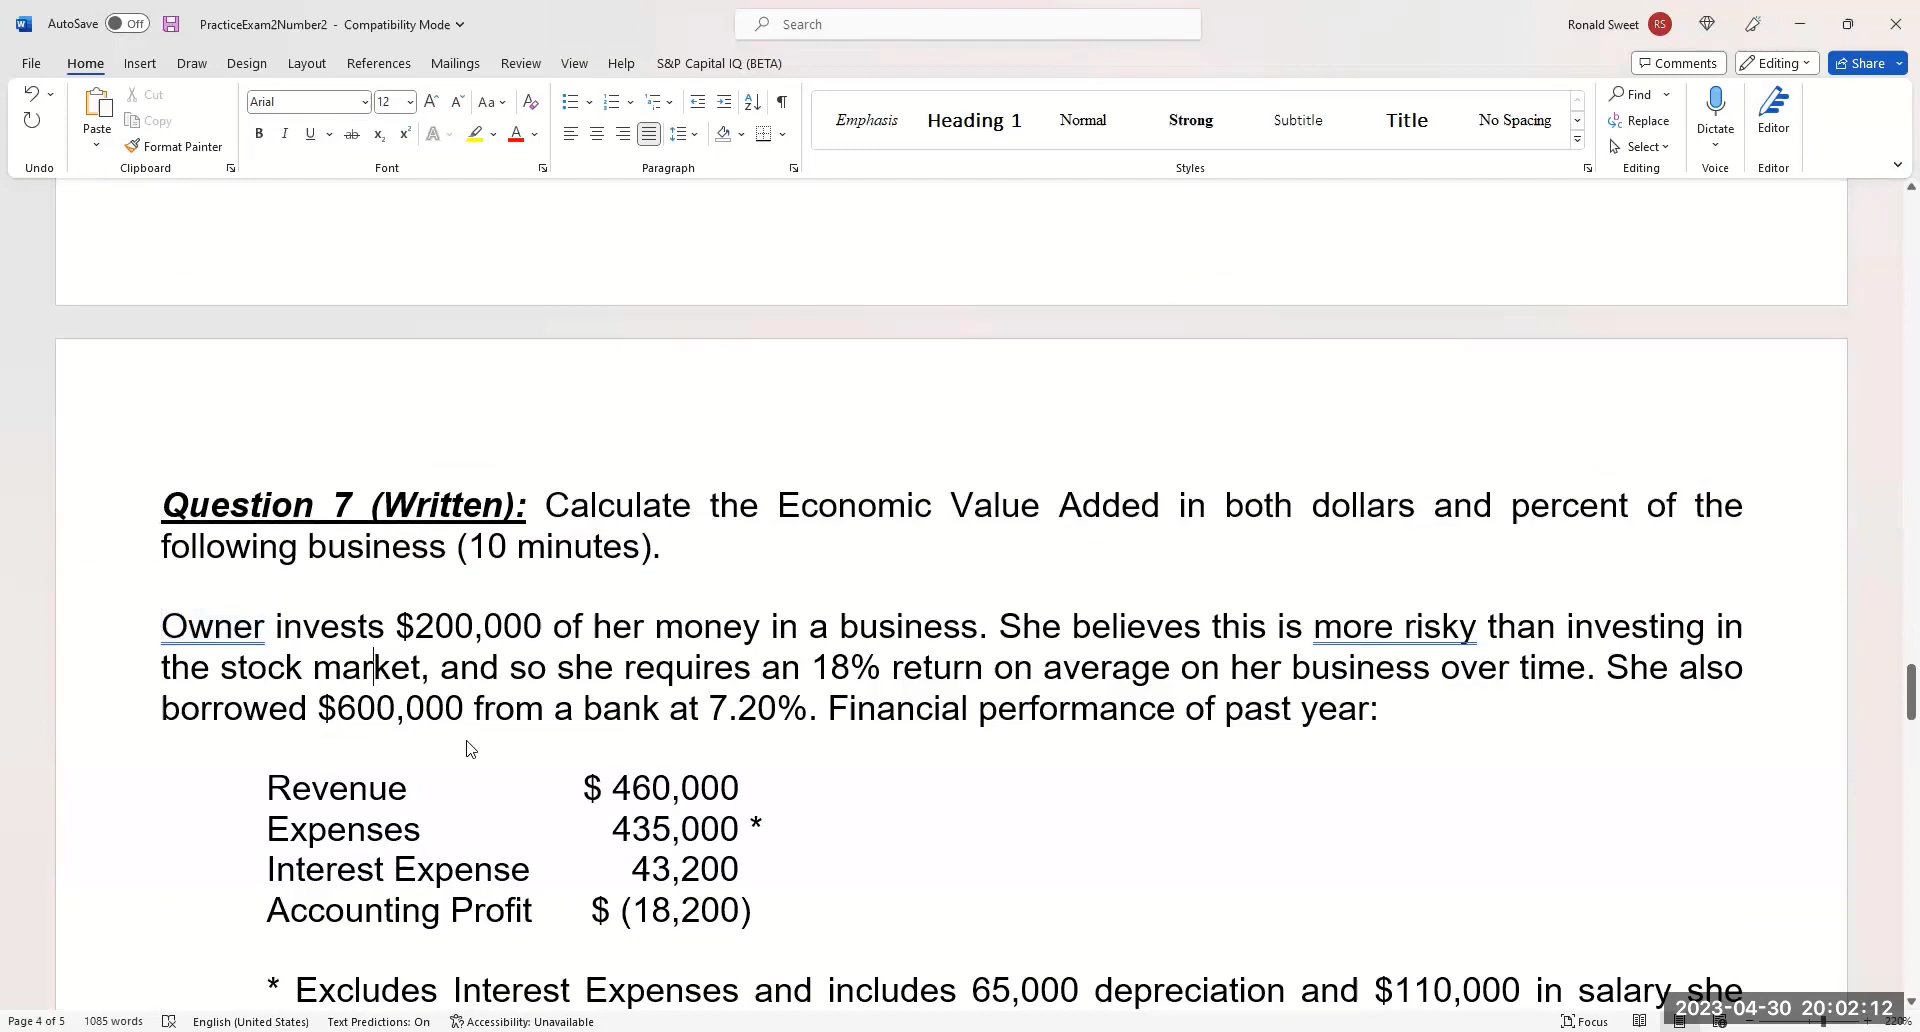 AutoSave Off PracticeExam2Number2 - Compatibility Mode Search Ronald Sweet RS
File Home Insert Draw Design Layout References Mailings Review View Help S&P Capital IQ (BETA) Comments Editing Share
Paste Cut Copy Format Painter Arial 12 Aa Emphasis Heading 1 Normal Strong Subtitle Title No Spacing Find Replace Select Dictate Editor
Undo Clipboard Font Paragraph Styles Editing Voice Editor
Question 7 (Written): Calculate the Economic Value Added in both dollars and percent of the
following business (10 minutes).
Owner invests $200,000 of her money in a business. She believes this is more risky than investing in
the stock market, and so she requires an 18% return on average on her business over time. She also
borrowed $600,000 from a bank at 7.20%. Financial performance of past year:
Revenue $ 460,000
Expenses 435,000 *
Interest Expense 43,200
Accounting Profit $ (18,200)
* Excludes Interest Expenses and includes 65,000 depreciation and $110,000 in salary she
2023-04-30 20:02:12
Page 4 of 5 1085 words English (United States) Text Predictions: On Accessibility: Unavailable Focus 220%